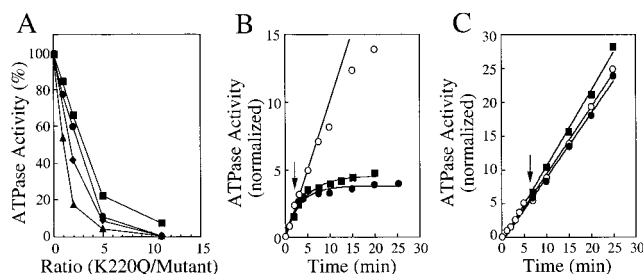 A
ATPase Activity (%)
100
80
60
40
20
0
0 5 10 15
Ratio (K220Q/Mutant)
B
ATPase Activity
(normalized)
15
10
5
0
0 5 10 15 20 25 30
Time (min)
C
ATPase Activity
(normalized)
30
25
20
15
10
5
0
0 5 10 15 20 25 30
Time (min)